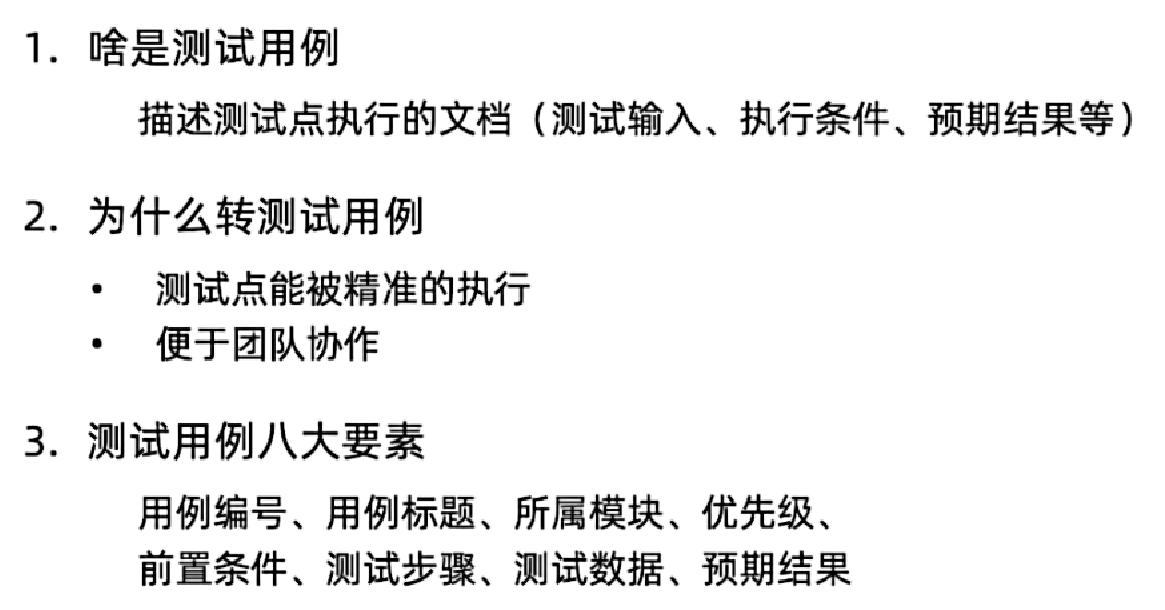 1. 啥是测试用例
描述测试点执行的文档（测试输入、执行条件、预期结果等）
2. 为什么转测试用例
• 测试点能被精准的执行
• 便于团队协作
3. 测试用例八大要素
用例编号、用例标题、所属模块、优先级、
前置条件、测试步骤、测试数据、预期结果